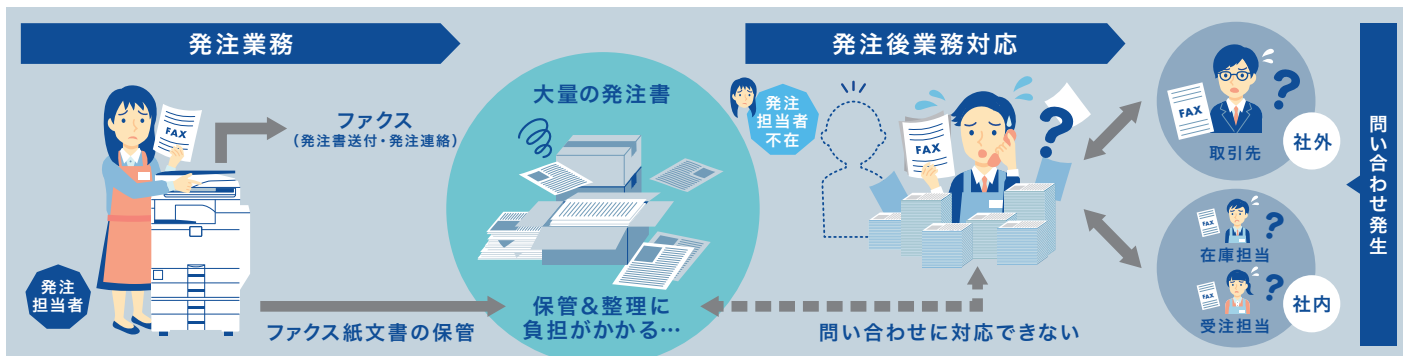 発注業務
FAX
ファクス
（発注書送付・発注連絡）
発注
担当者
ファクス紙文書の保管
大量の発注書
保管＆整理に
負担がかかる…
発注後業務対応
発注
担当者
不在
FAX
?
問い合わせに対応できない
FAX
?
取引先
社外
FAX
?
在庫担当
FAX
?
受注担当
社内
問い合わせ発生